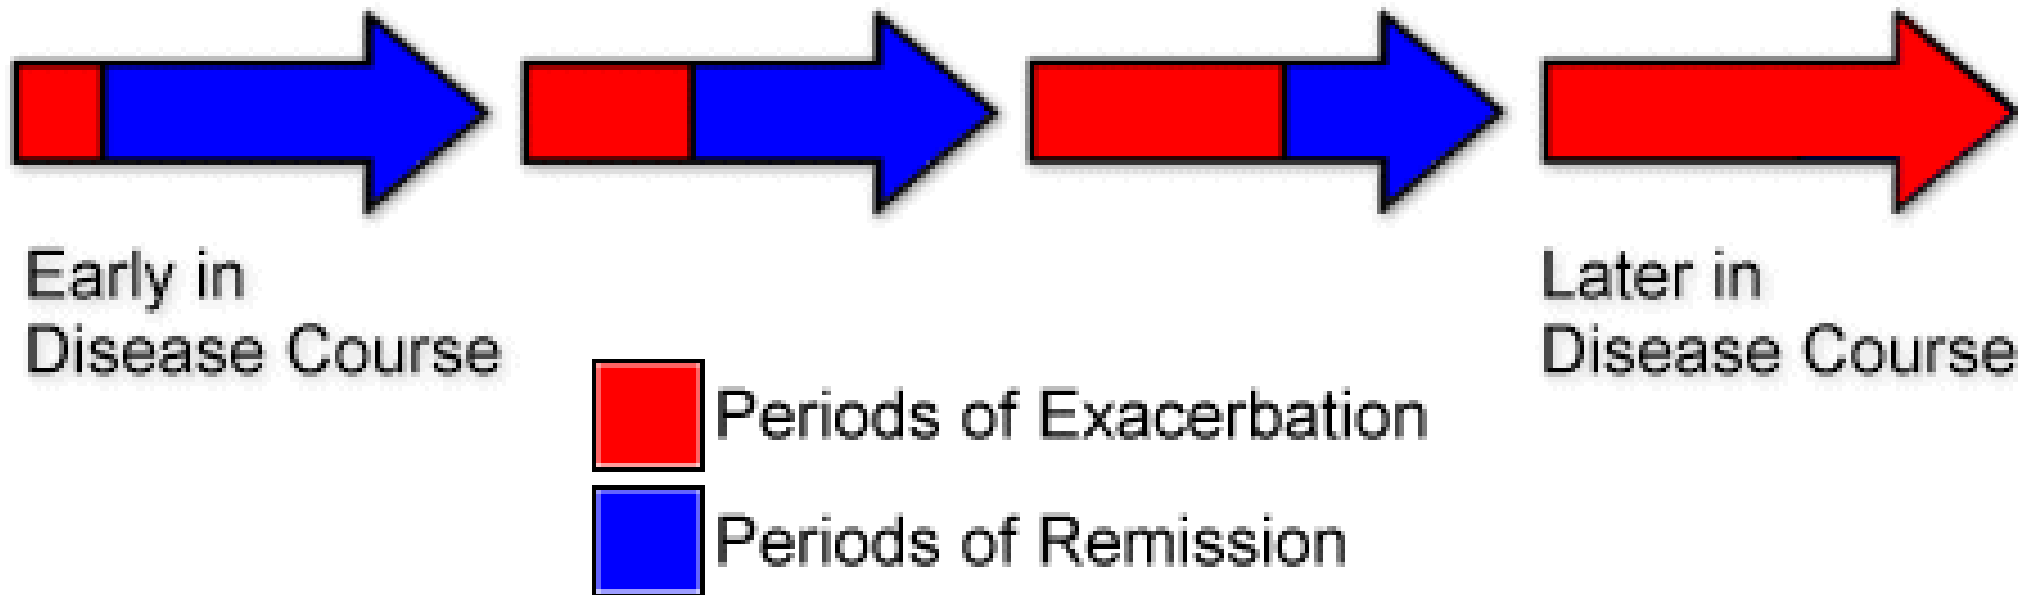 Early in
Disease Course
Later in
Disease Course
Periods of Exacerbation
Periods of Remission